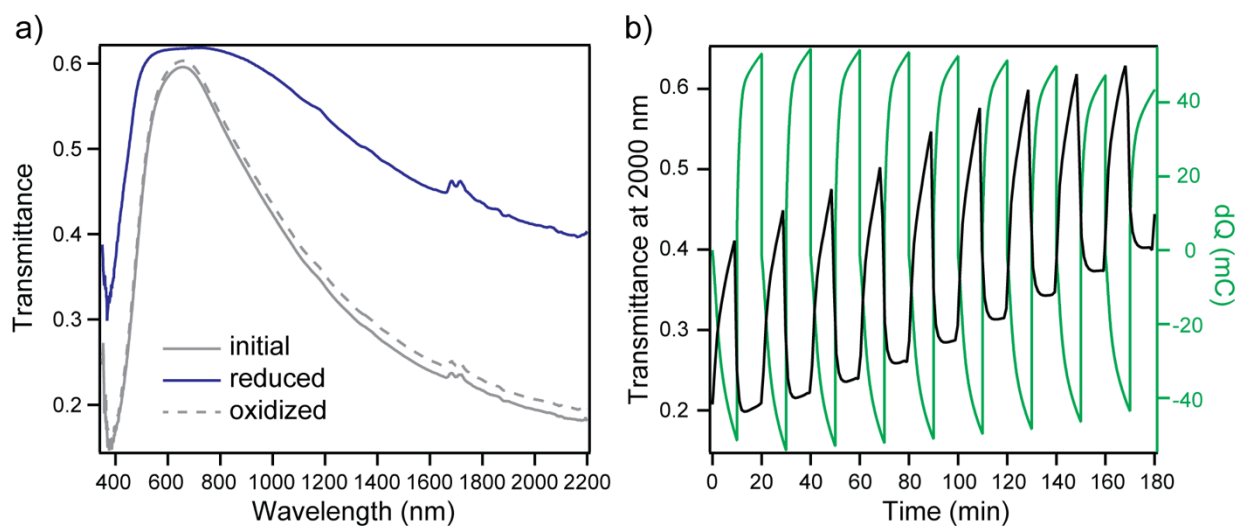 a)
0.6
0.5
0.4
0.3
0.2
Transmittance
initial
reduced
oxidized
400 600 800 1000 1200 1400 1600 1800 2000 2200
Wavelength (nm)
b)
0.6
0.5
0.4
0.3
0.2
Transmittance at 2000 nm
40
20
0
-20
-40
dQ (mC)
0 20 40 60 80 100 120 140 160 180
Time (min)